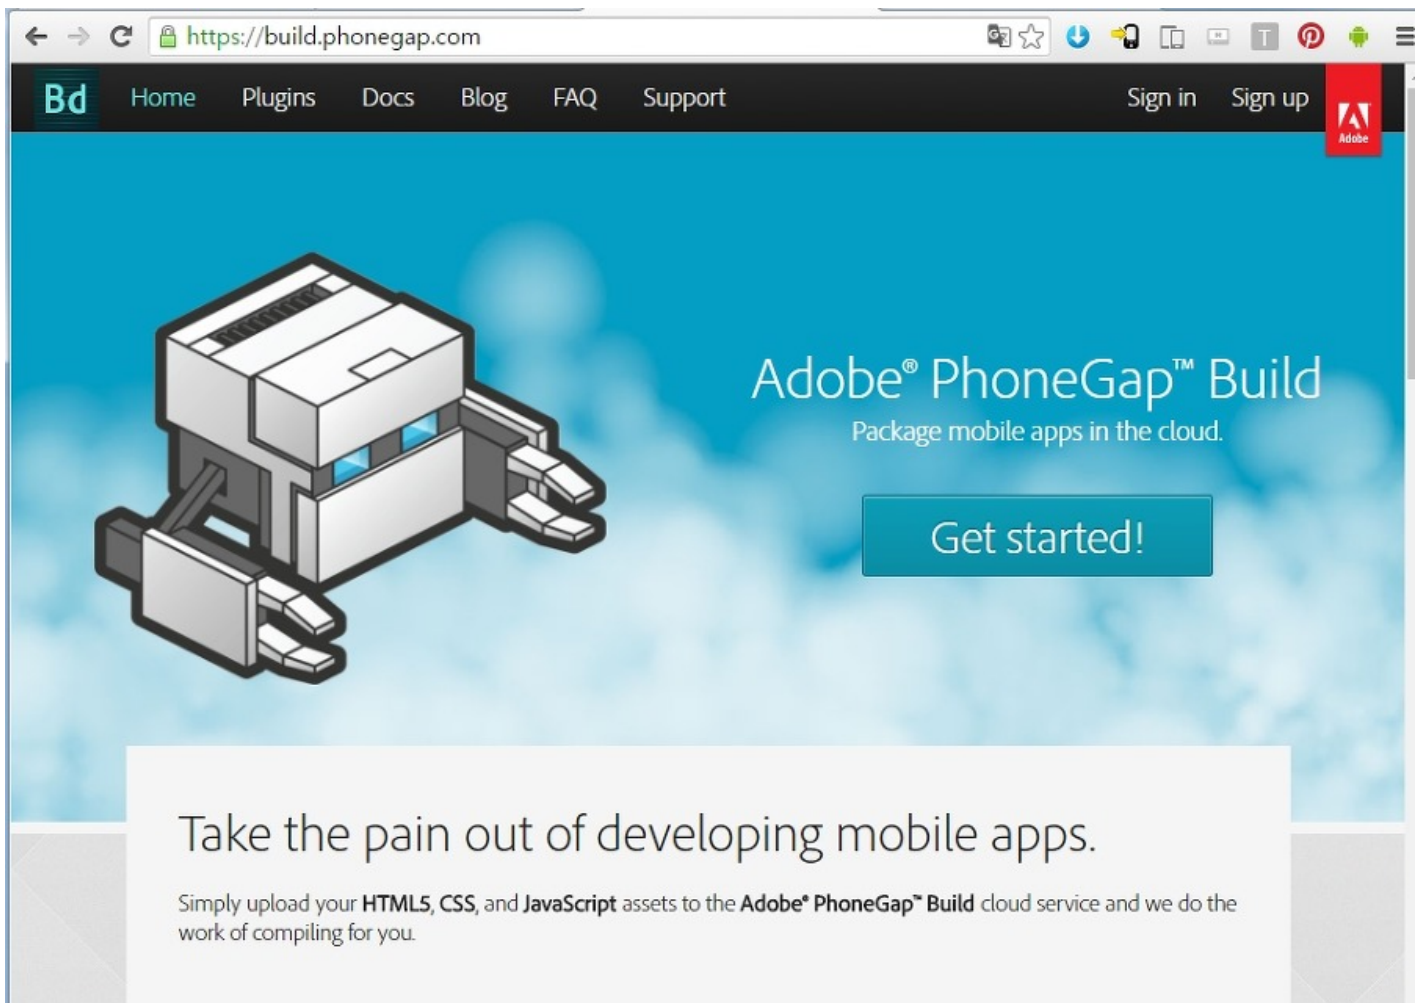 https://build.phonegap.com
T
Bd Home Plugins Docs Blog FAQ Support Sign in Sign up
Adobe
Adobe® PhoneGap™ Build
Package mobile apps in the cloud.
Get started!
Take the pain out of developing mobile apps.
Simply upload your HTML5, CSS, and JavaScript assets to the Adobe® PhoneGap™ Build cloud service and we do the
work of compiling for you.